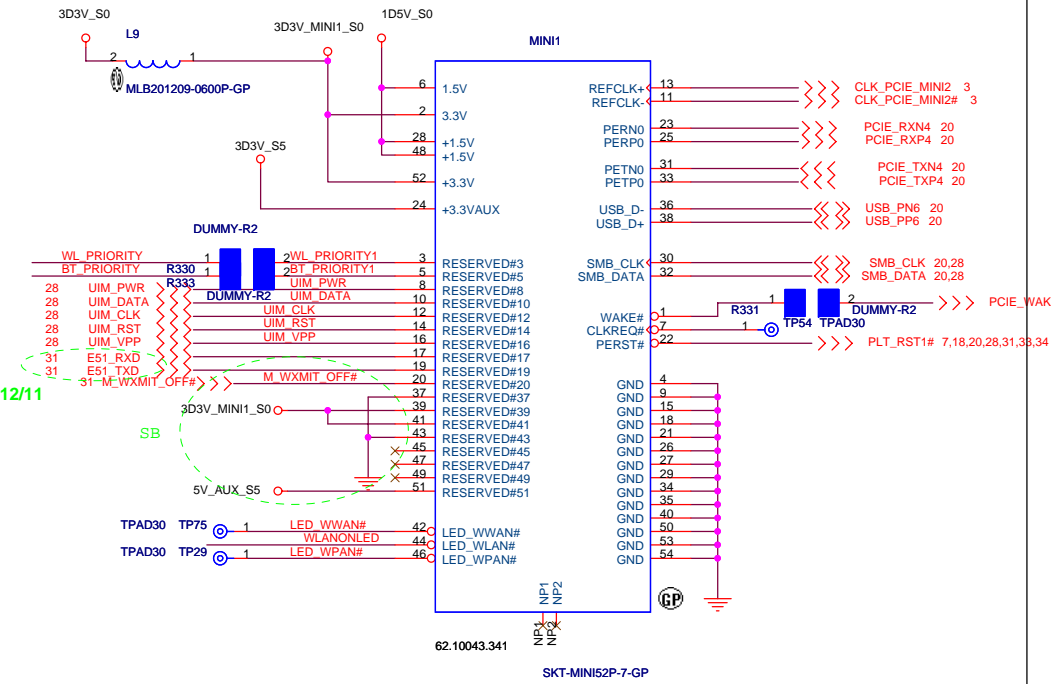 3D3V_S0
1D5V_S0
3D3V_MINI1_S0
L9
MINI1
2 1
MLB201209-0600P-GP
6 1.5V
2 3.3V
28 +1.5V
48 +1.5V
3D3V_S5
52 +3.3V
24 +3.3VAUX
REFCLK+ 13 CLK_PCIE_MINI2 3
REFCLK- 11 CLK_PCIE_MINI2# 3
PERN0 23 PCIE_RXN4 20
PERP0 25 PCIE_RXP4 20
PETN0 31 PCIE_TXN4 20
PETP0 33 PCIE_TXP4 20
USB_D- 36 USB_PN6 20
USB_D+ 38 USB_PP6 20
SMB_CLK 30 SMB_CLK 20,28
SMB_DATA 32 SMB_DATA 20,28
R331 1 2 DUMMY-R2 PCIE_WAK
WAKE# 1
CLKREQ# 7 1 TP54 TPAD30
PERST# 22 PLT_RST1# 7,18,20,28,31,33,34
DUMMY-R2
WL_PRIORITY 1 2 WL_PRIORITY1 3 RESERVED#3
BT_PRIORITY R330 1 2 BT_PRIORITY1 5 RESERVED#5
R333
DUMMY-R2
28 UIM_PWR UIM_PWR 8 RESERVED#8
28 UIM_DATA UIM_DATA 10 RESERVED#10
28 UIM_CLK UIM_CLK 12 RESERVED#12
28 UIM_RST UIM_RST 14 RESERVED#14
28 UIM_VPP UIM_VPP 16 RESERVED#16
31 E51_RXD 17 RESERVED#17
31 E51_TXD 19 RESERVED#19
31 M_WXMIT_OFF# M_WXMIT_OFF# 20 RESERVED#20
12/11
37 RESERVED#37
3D3V_MINI1_S0 39 RESERVED#39
41 RESERVED#41
SB
43 RESERVED#43
45 RESERVED#45
47 RESERVED#47
49 RESERVED#49
5V_AUX_S5 51 RESERVED#51
GND 4
GND 9
GND 15
GND 18
GND 21
GND 26
GND 27
GND 29
GND 34
GND 35
GND 40
GND 50
GND 53
GND 54
TPAD30 TP75 1 LED_WWAN# 42 LED_WWAN#
WLANONLED 44 LED_WLAN#
TPAD30 TP29 1 LED_WPAN# 46 LED_WPAN#
NP1
NP2
GP
NP1
NP2
62.10043.341
SKT-MINI52P-7-GP